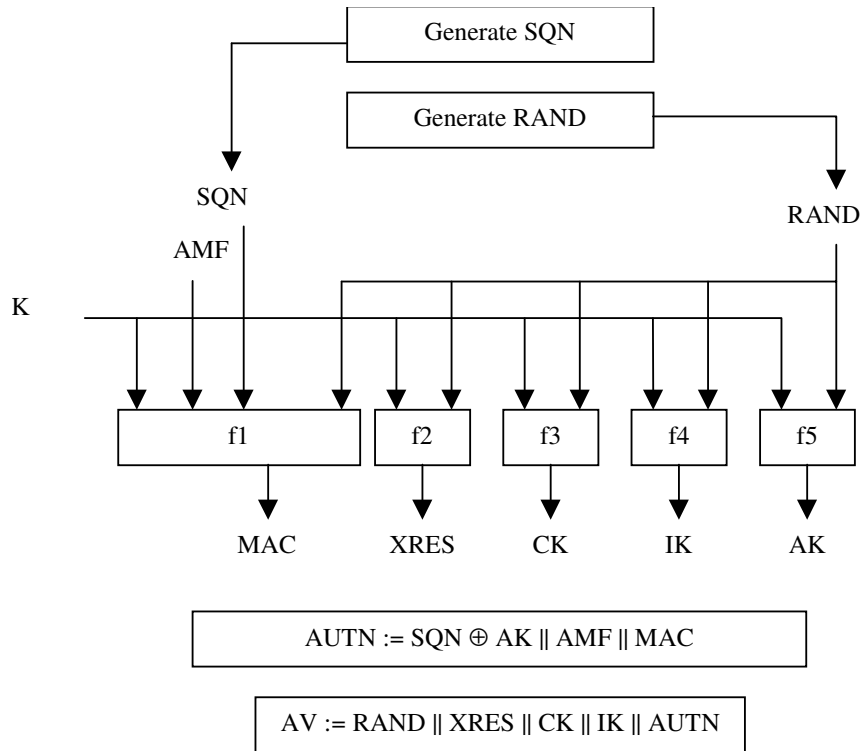 Generate SQN
Generate RAND
SQN
RAND
AMF
K
f1 f2 f3 f4 f5
MAC XRES CK IK AK
AUTN := SQN ⊕ AK || AMF || MAC
AV := RAND || XRES || CK || IK || AUTN